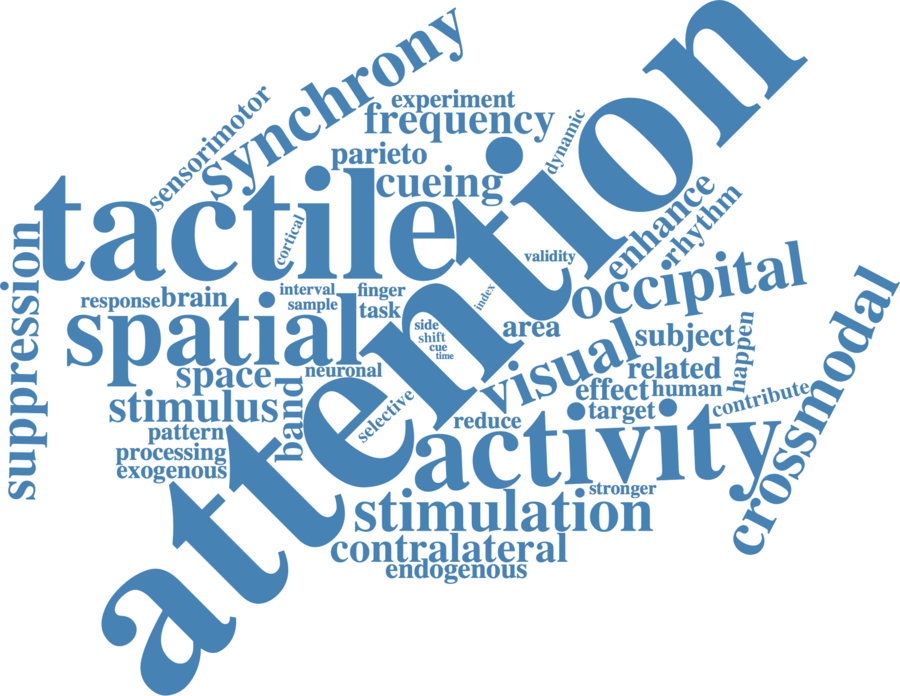 attention
synchrony
sensorimotor
experiment
frequency
dynamic
parieto
cueing
tactile
cortical
enhance
rhythm
validity
suppression
response
brain
interval
sample
finger
task
index
occipital
spatial
side
shift
cue
time
area
visual
subject
happen
crossmodal
space
neuronal
related
effect
human
target
contribute
stimulus
band
selective
reduce
activity
pattern
processing
exogenous
stronger
stimulation
contralateral
endogenous